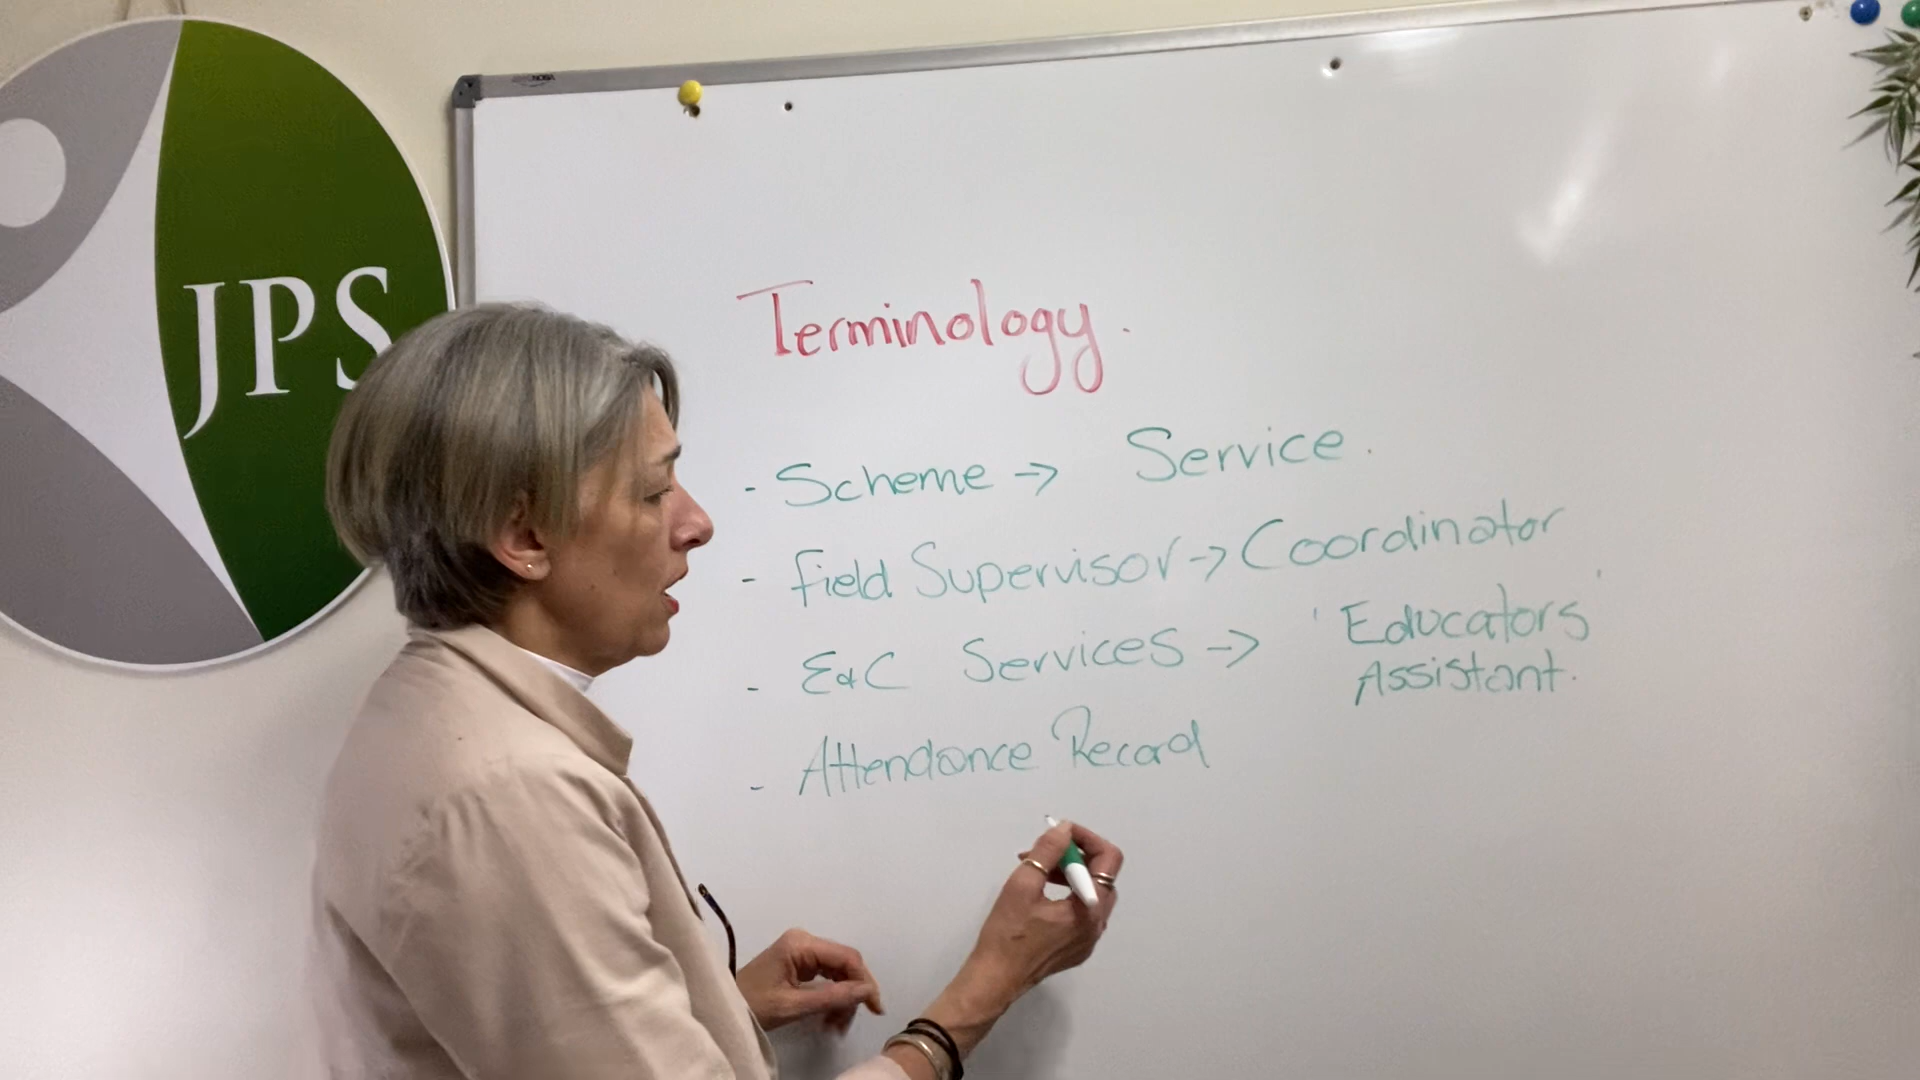 JPS
Terminology.
- Scheme → Service.
- Field Supervisor → Coordinator
- E&C Services → 'Educators'
Assistant.
- Attendance Record